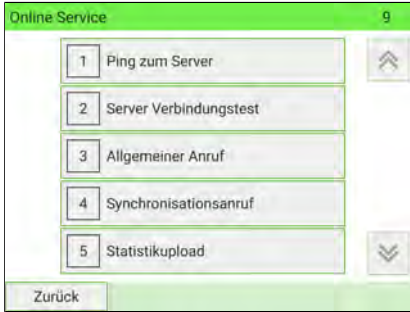 Online Service 9
1 Ping zum Server
2 Server Verbindungstest
3 Allgemeiner Anruf
4 Synchronisationsanruf
5 Statistikupload
Zurück